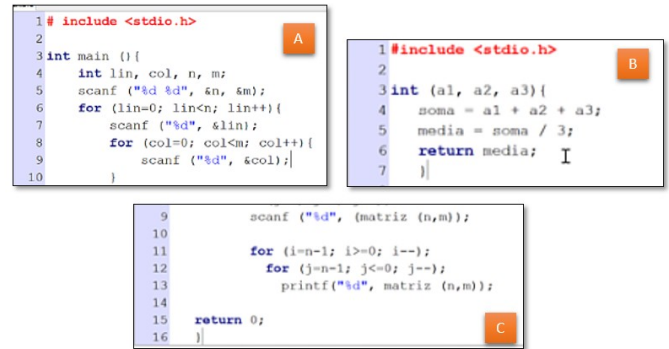 1 # include <stdio.h>
2
3 int main (){
4 int lin, col, n, m;
5 scanf ("%d %d", &n, &m);
6 for (lin=0; lin<n; lin++){
7 scanf ("%d", &lin);
8 for (col=0; col<m; col++){
9 scanf ("%d", &col);
10 }
A
1 #include <stdio.h>
2
3 int (a1, a2, a3){
4 soma = a1 + a2 + a3;
5 media = soma / 3;
6 return media;
7 }
B
9 scanf ("%d", (matriz (n,m));
10
11 for (i=n-1; i>=0; i--);
12 for (j=n-1; j<=0; j--);
13 printf("%d", matriz (n,m));
14
15 return 0;
16 }
C